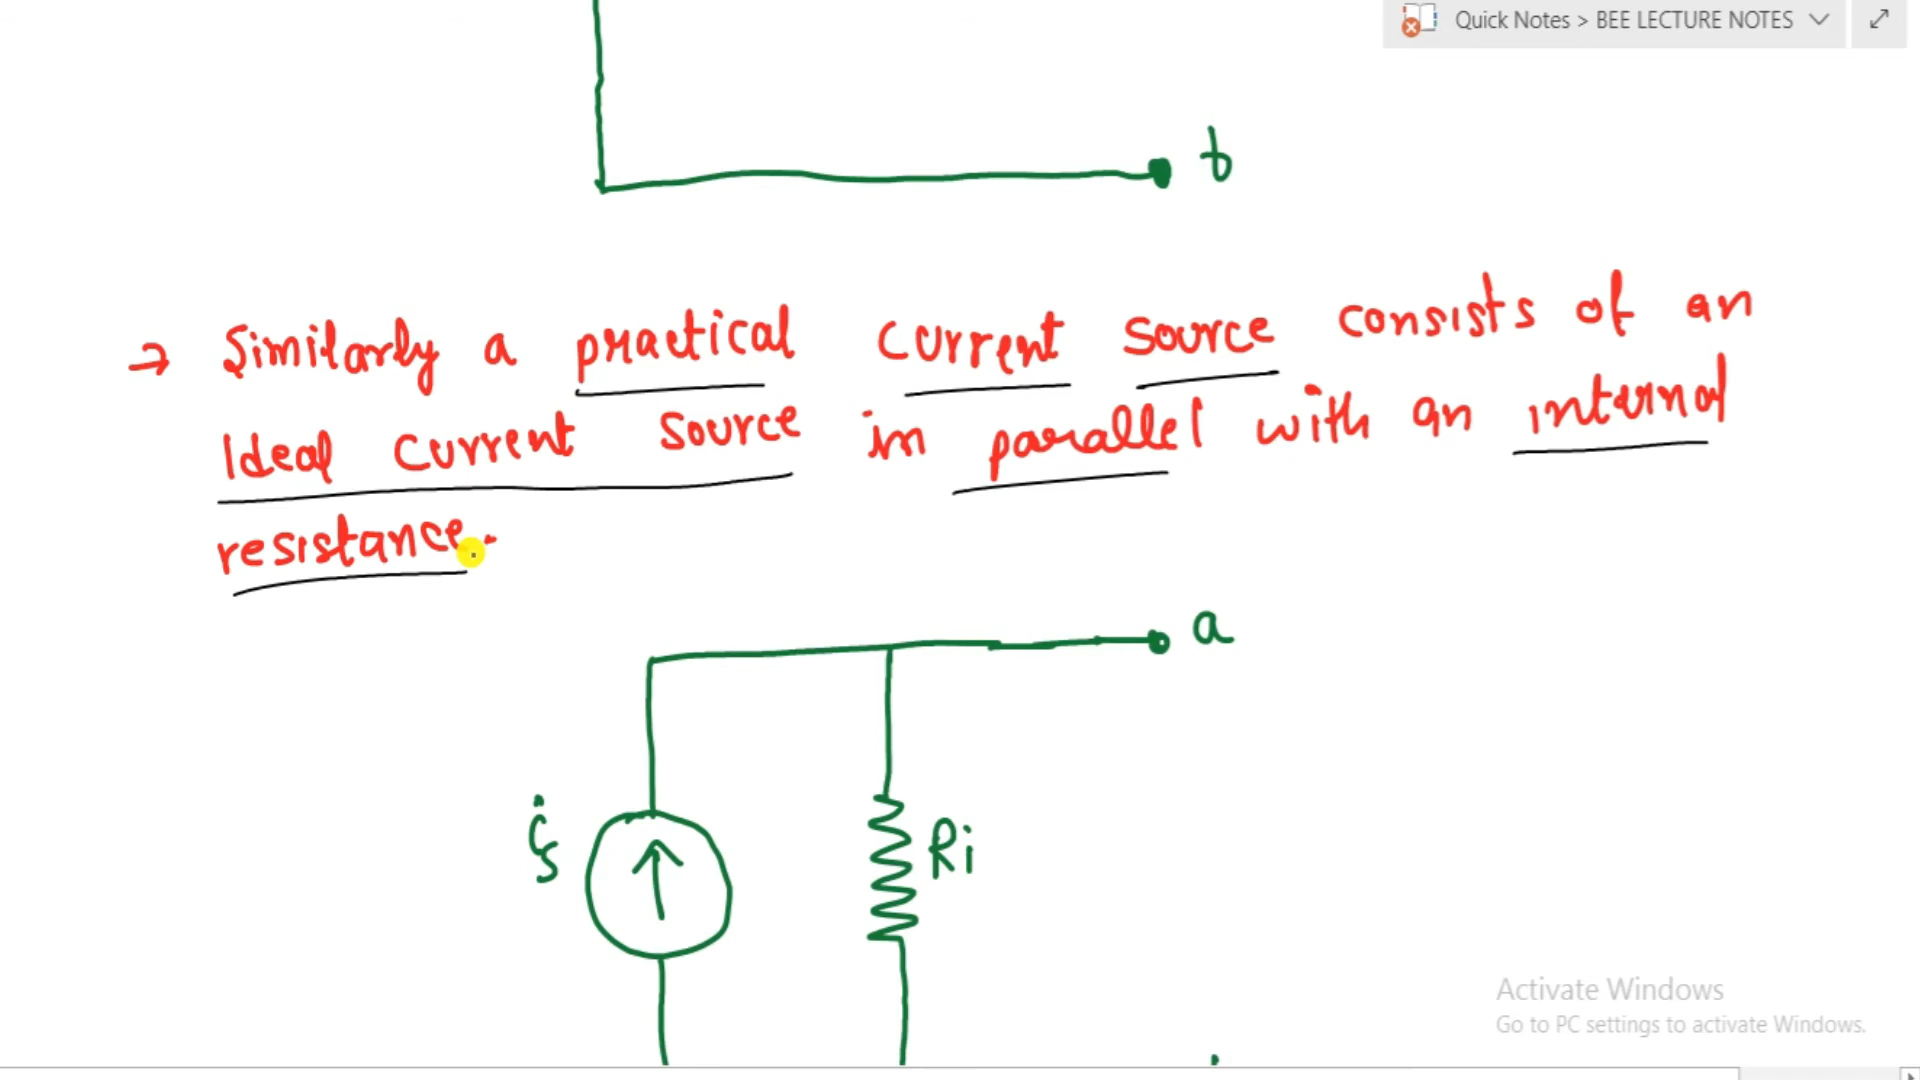 Quick Notes > BEE LECTURE NOTES
b
→ Similarly a practical current source consists of an
Ideal current source in parallel with an internal
resistance.
a
is
Ri
Activate Windows
Go to PC settings to activate Windows.